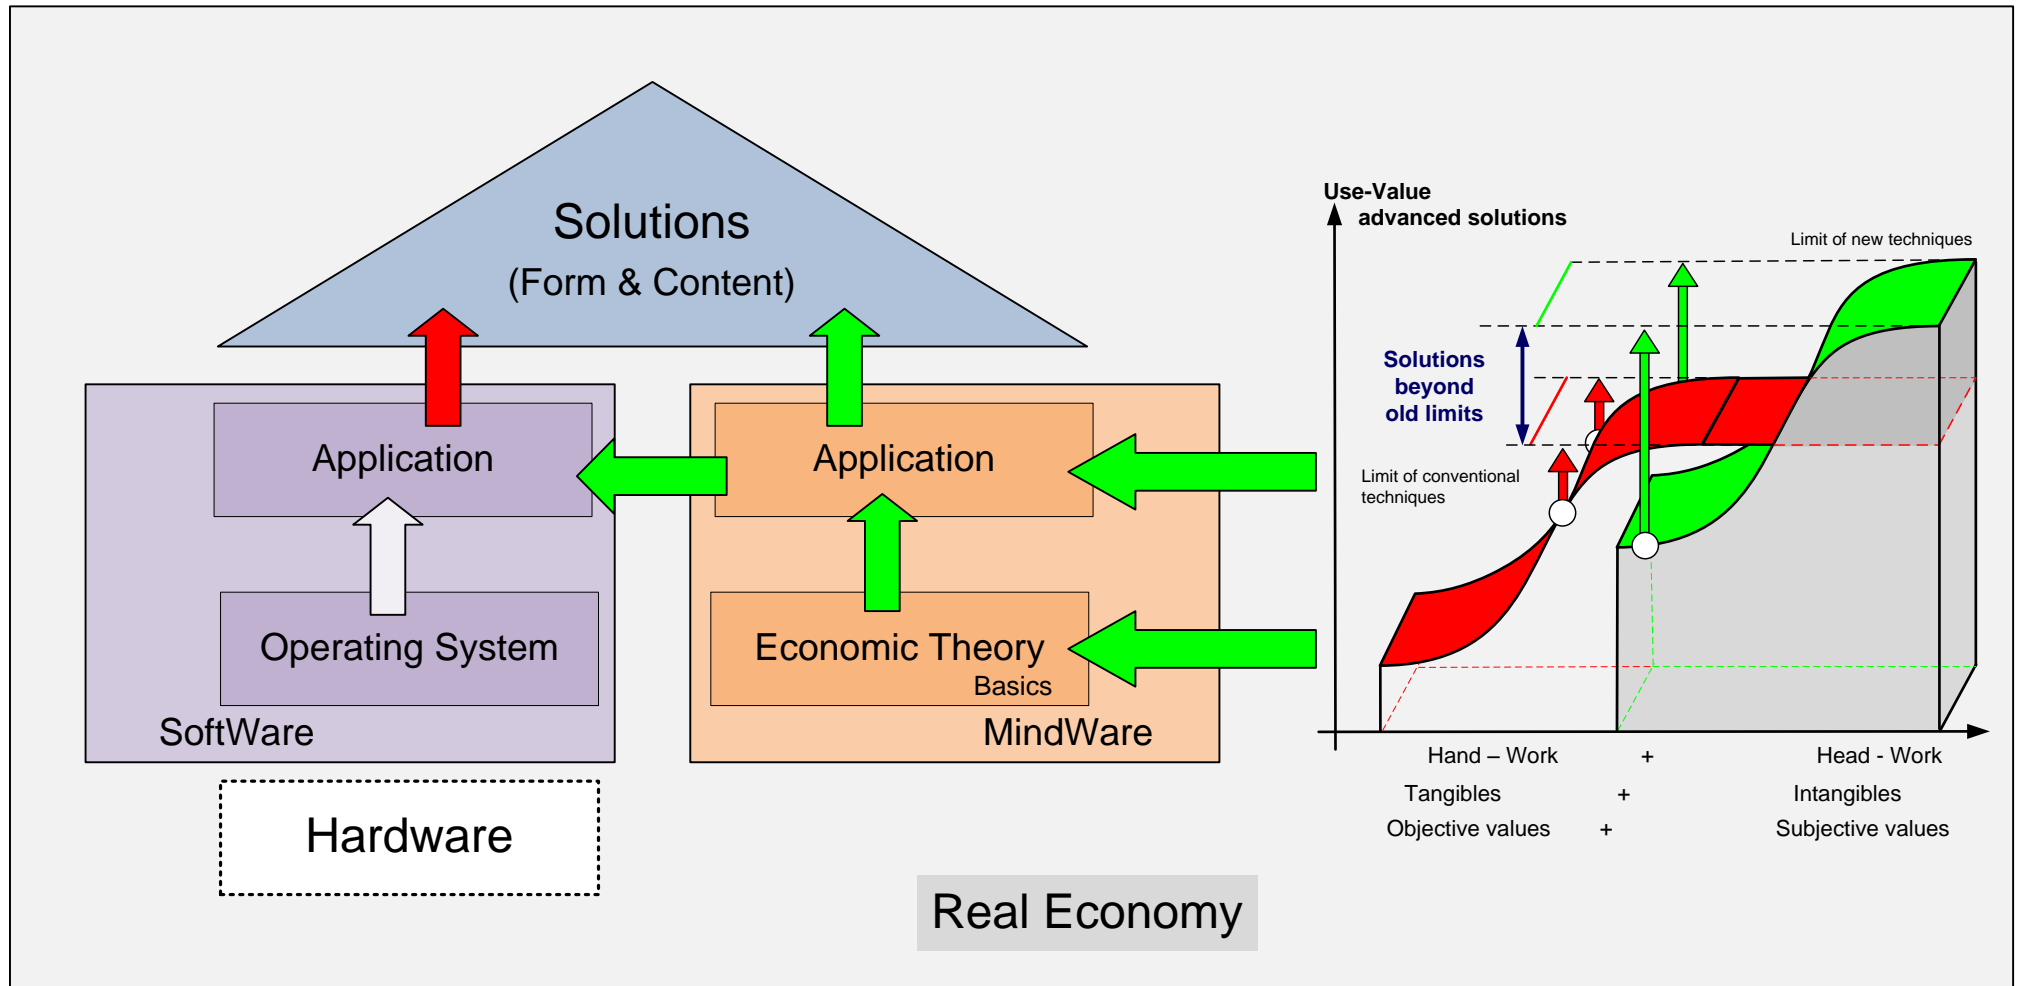 Solutions
(Form & Content)
Application
Operating System
SoftWare
Hardware
Application
Economic Theory
Basics
MindWare
Real Economy
Use-Value
advanced solutions
Limit of new techniques
Solutions
beyond
old limits
Limit of conventional
techniques
Hand – Work + Head - Work
Tangibles + Intangibles
Objective values + Subjective values